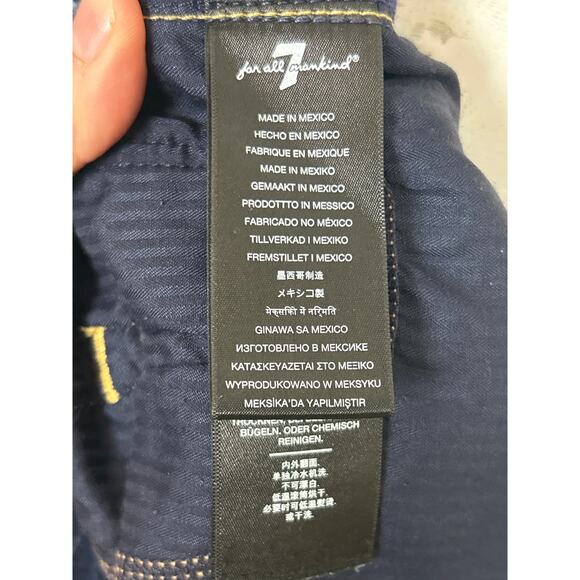 7
for all mankind®
MADE IN MEXICO
HECHO EN MEXICO
FABRIQUE EN MEXIQUE
MADE IN MEXIKO
GEMAAKT IN MEXICO
PRODOTTTO IN MESSICO
FABRICADO NO MÉXICO
TILLVERKAD I MEXIKO
FREMSTILLET I MEXICO
墨西哥制造
メキシコ製
GINAWA SA MEXICO
ИЗГОТОВЛЕНО В МЕКСИКЕ
ΚΑΤΑΣΚΕΥΑΖΕΤΑΙ ΣΤΟ ΜΕΞΙΚΟ
WYPRODUKOWANO W MEKSYKU
MEKSİKA'DA YAPILMIŞTIR
BÜGELN. ODER CHEMISCH
REINIGEN.
内外翻面.
单独冷水机洗.
不可漂白.
低温滚筒烘干.
必要时可低温熨烫.
或干洗.